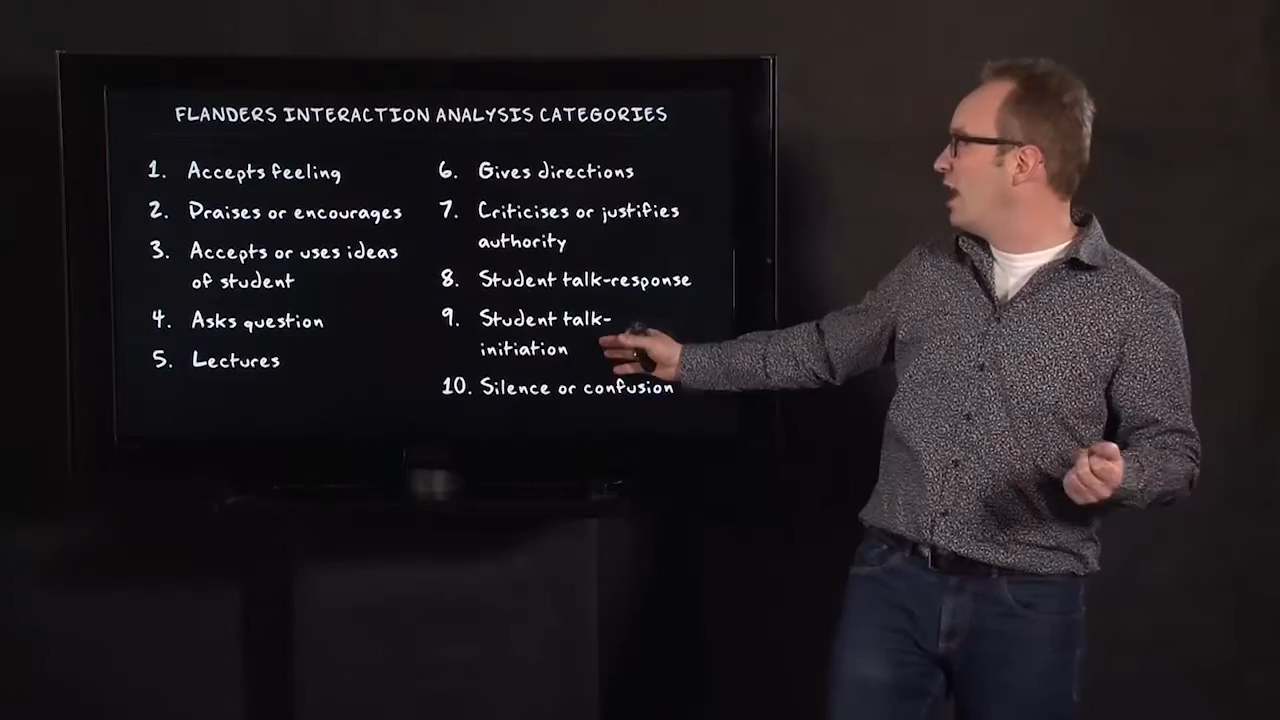 FLANDERS INTERACTION ANALYSIS CATEGORIES
1. Accepts feeling
2. Praises or encourages
3. Accepts or uses ideas
of student
4. Asks question
5. Lectures
6. Gives directions
7. Criticises or justifies
authority
8. Student talk-response
9. Student talk-
initiation
10. Silence or confusion